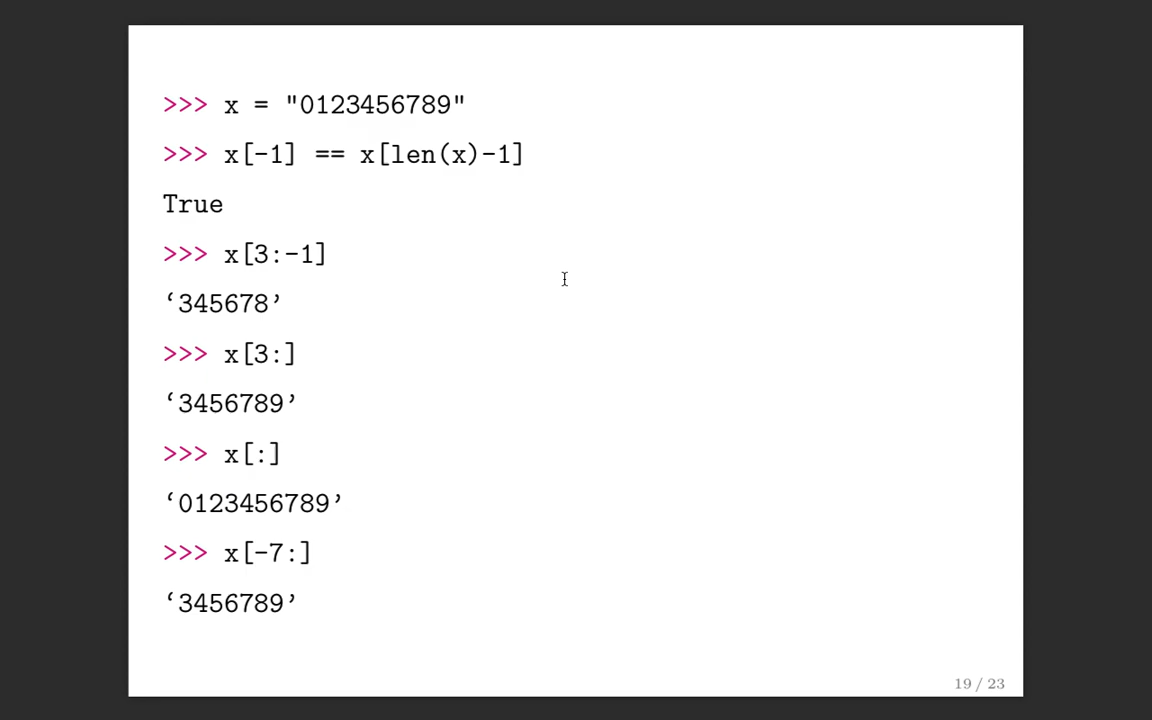 >>> x = "0123456789"
>>> x[-1] == x[len(x)-1]
True
>>> x[3:-1]
‘345678’
>>> x[3:]
‘3456789’
>>> x[:]
‘0123456789’
>>> x[-7:]
‘3456789’
19 / 23